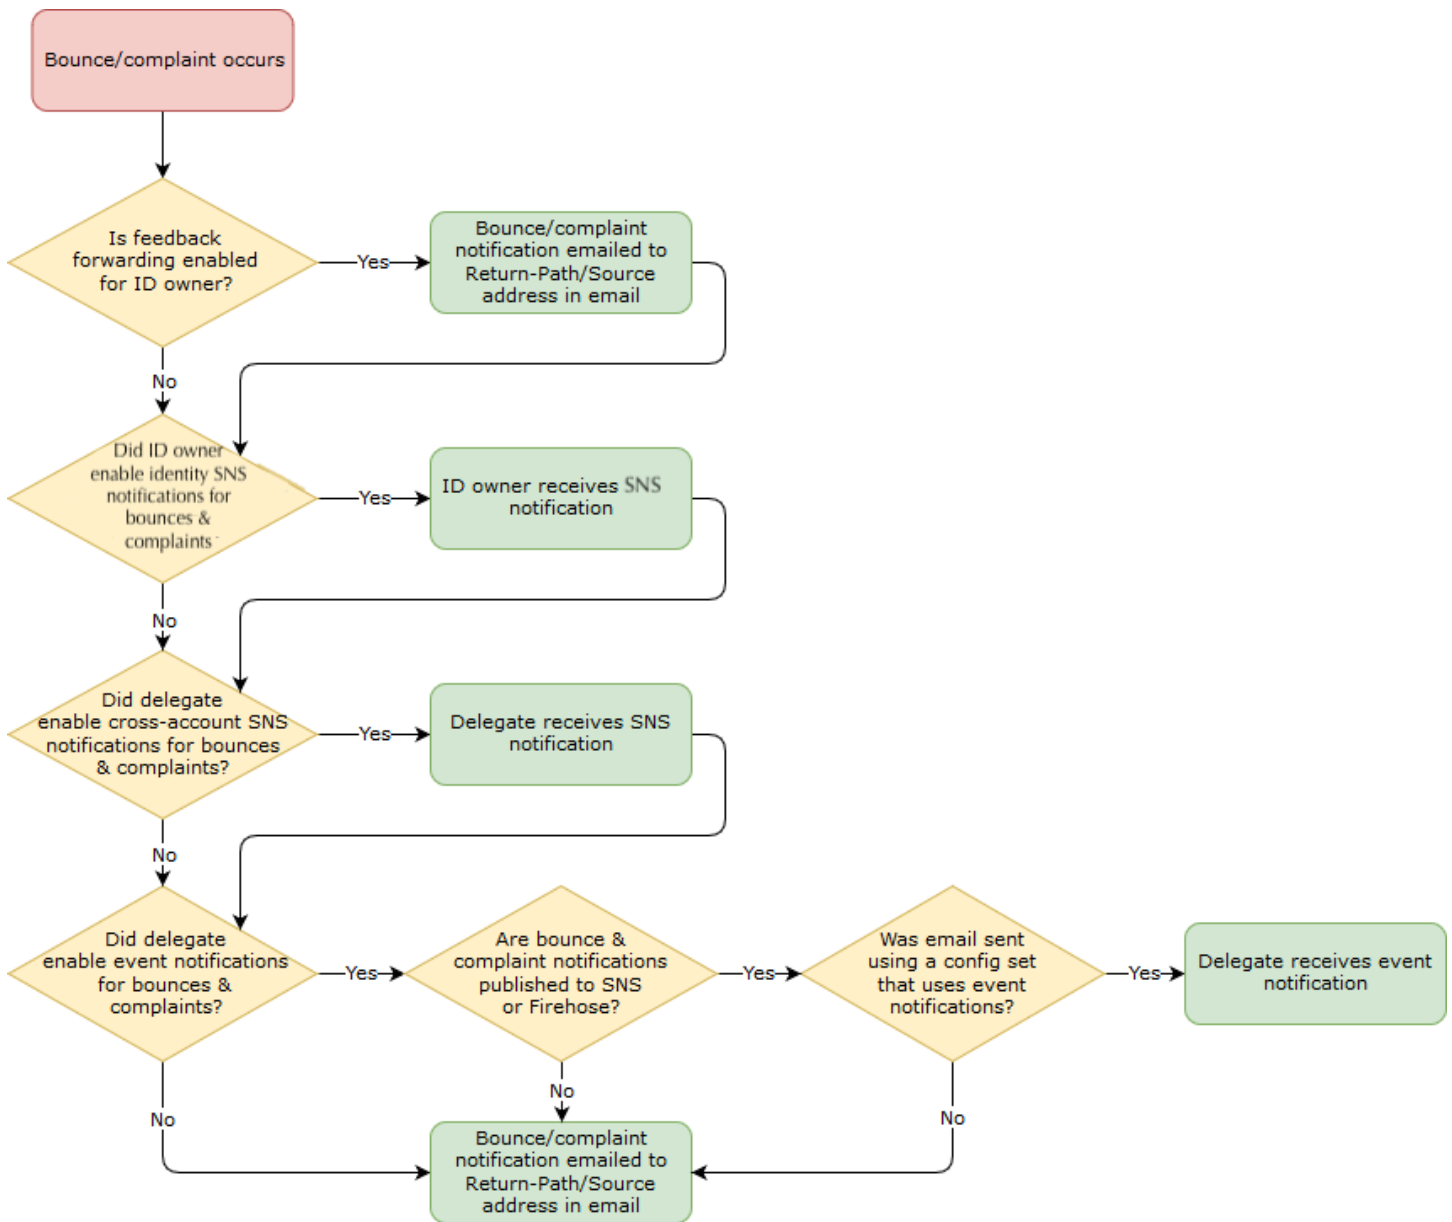 Bounce/complaint occurs
Is feedback
forwarding enabled
for ID owner?
Yes
Bounce/complaint
notification emailed to
Return-Path/Source
address in email
No
Did ID owner
enable identity SNS
notifications for
bounces &
complaints
Yes
ID owner receives SNS
notification
No
Did delegate
enable cross-account SNS
notifications for bounces
& complaints?
Yes
Delegate receives SNS
notification
No
Did delegate
enable event notifications
for bounces &
complaints?
Yes
Are bounce &
complaint notifications
published to SNS
or Firehose?
Yes
Was email sent
using a config set
that uses event
notifications?
Yes
Delegate receives event
notification
No
No
No
Bounce/complaint
notification emailed to
Return-Path/Source
address in email